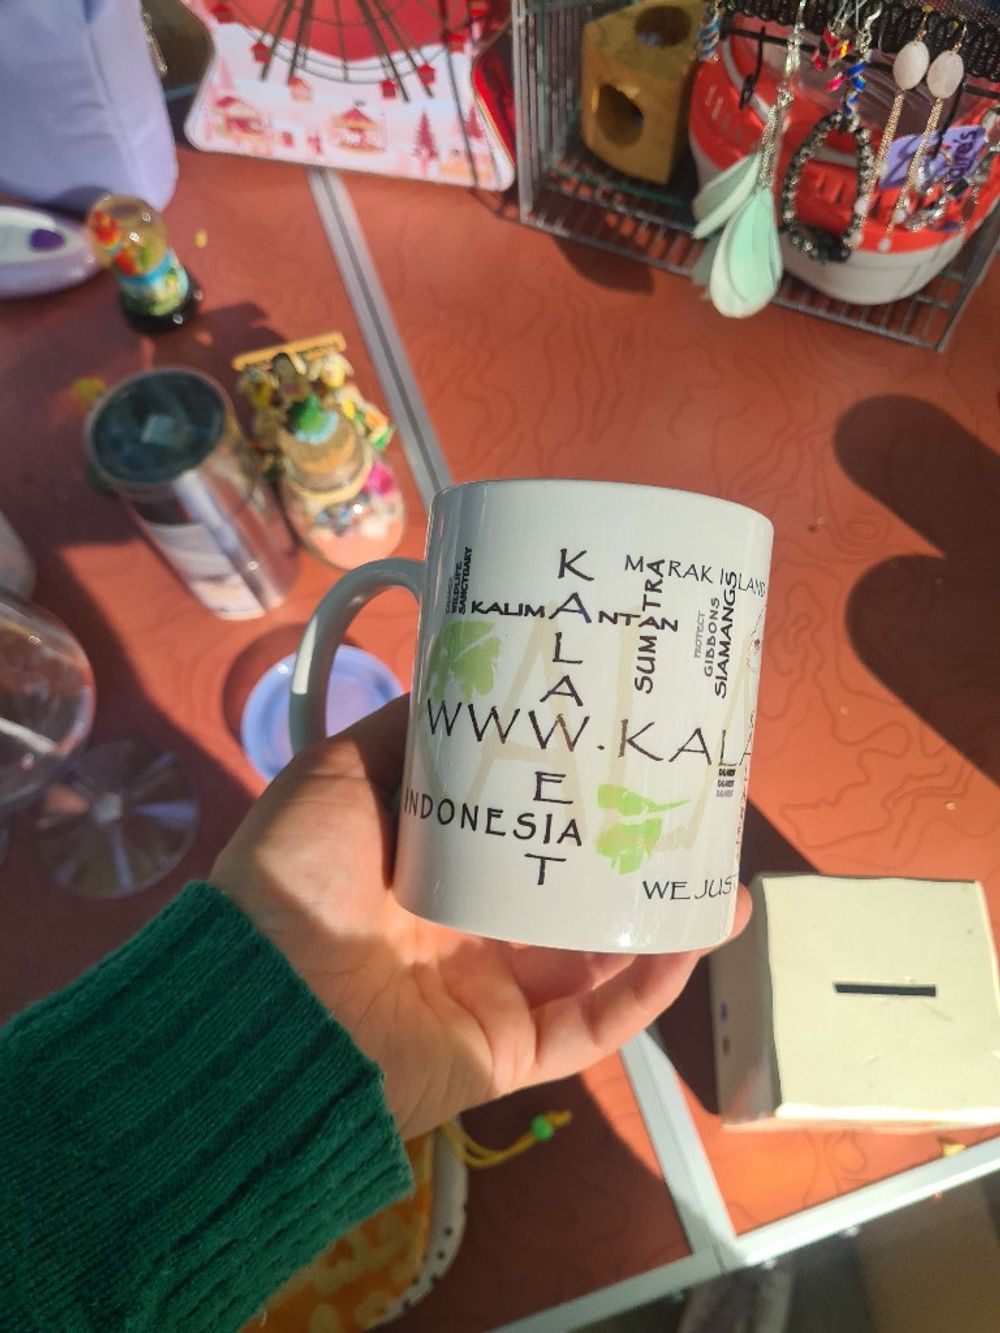 WILDLIFE
SANCTUARY
KALAWEIT
KALIMANTAN
SUMATRA
MARAK ISLAND
PROTECT
GIBBONS
SIAMANGS
WWW.KALA
INDONESIA
WE JUST